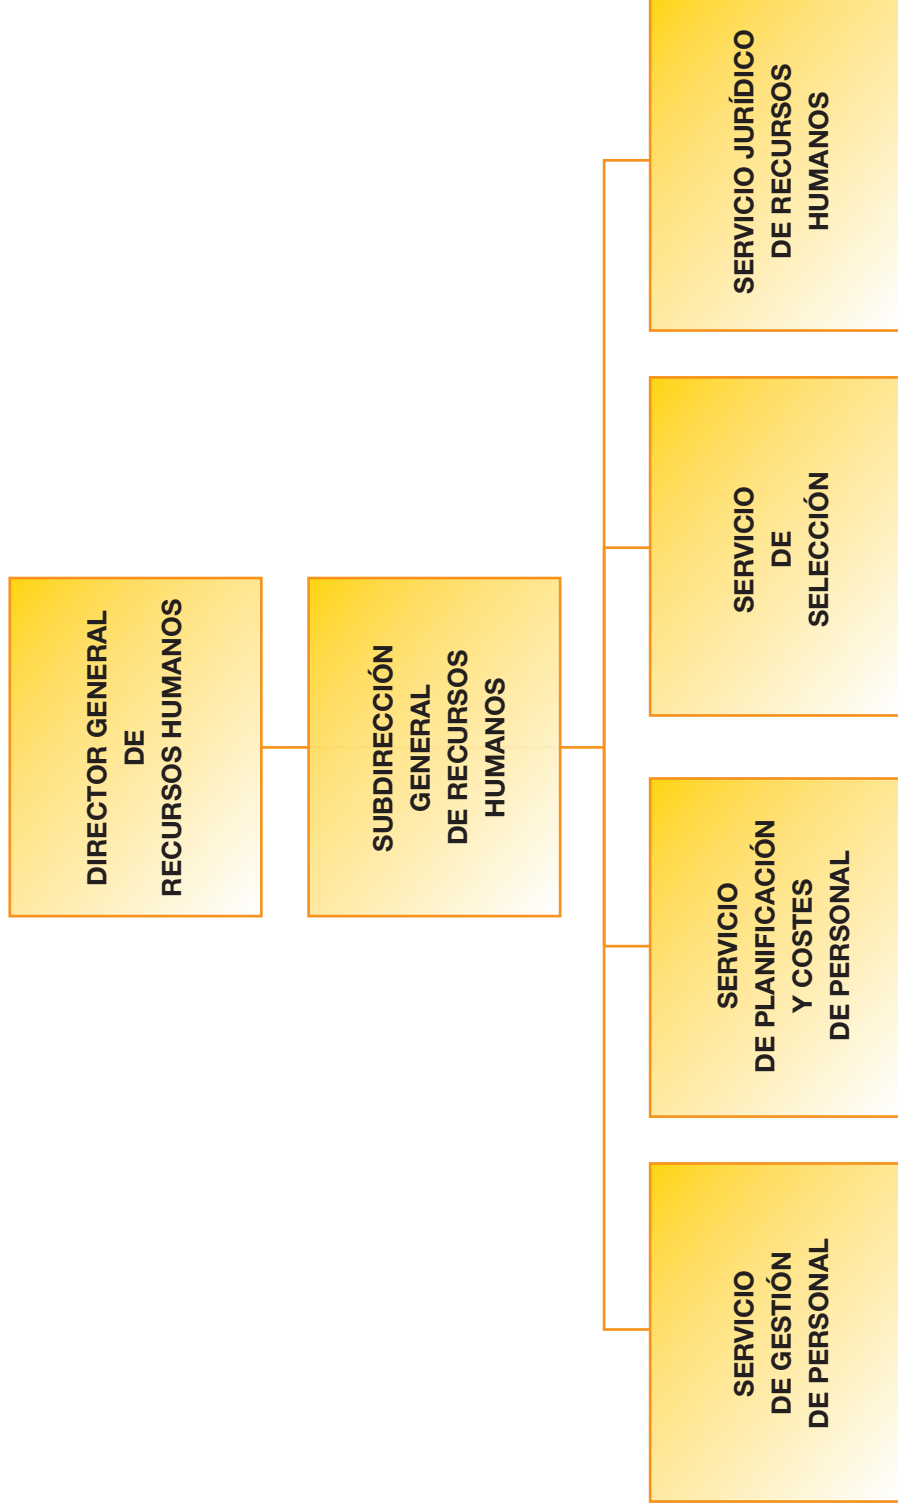 DIRECTOR GENERAL
DE
RECURSOS HUMANOS
SUBDIRECCIÓN
GENERAL
DE RECURSOS
HUMANOS
SERVICIO
DE GESTIÓN
DE PERSONAL
SERVICIO
DE PLANIFICACIÓN
Y COSTES
DE PERSONAL
SERVICIO
DE
SELECCIÓN
SERVICIO JURÍDICO
DE RECURSOS
HUMANOS